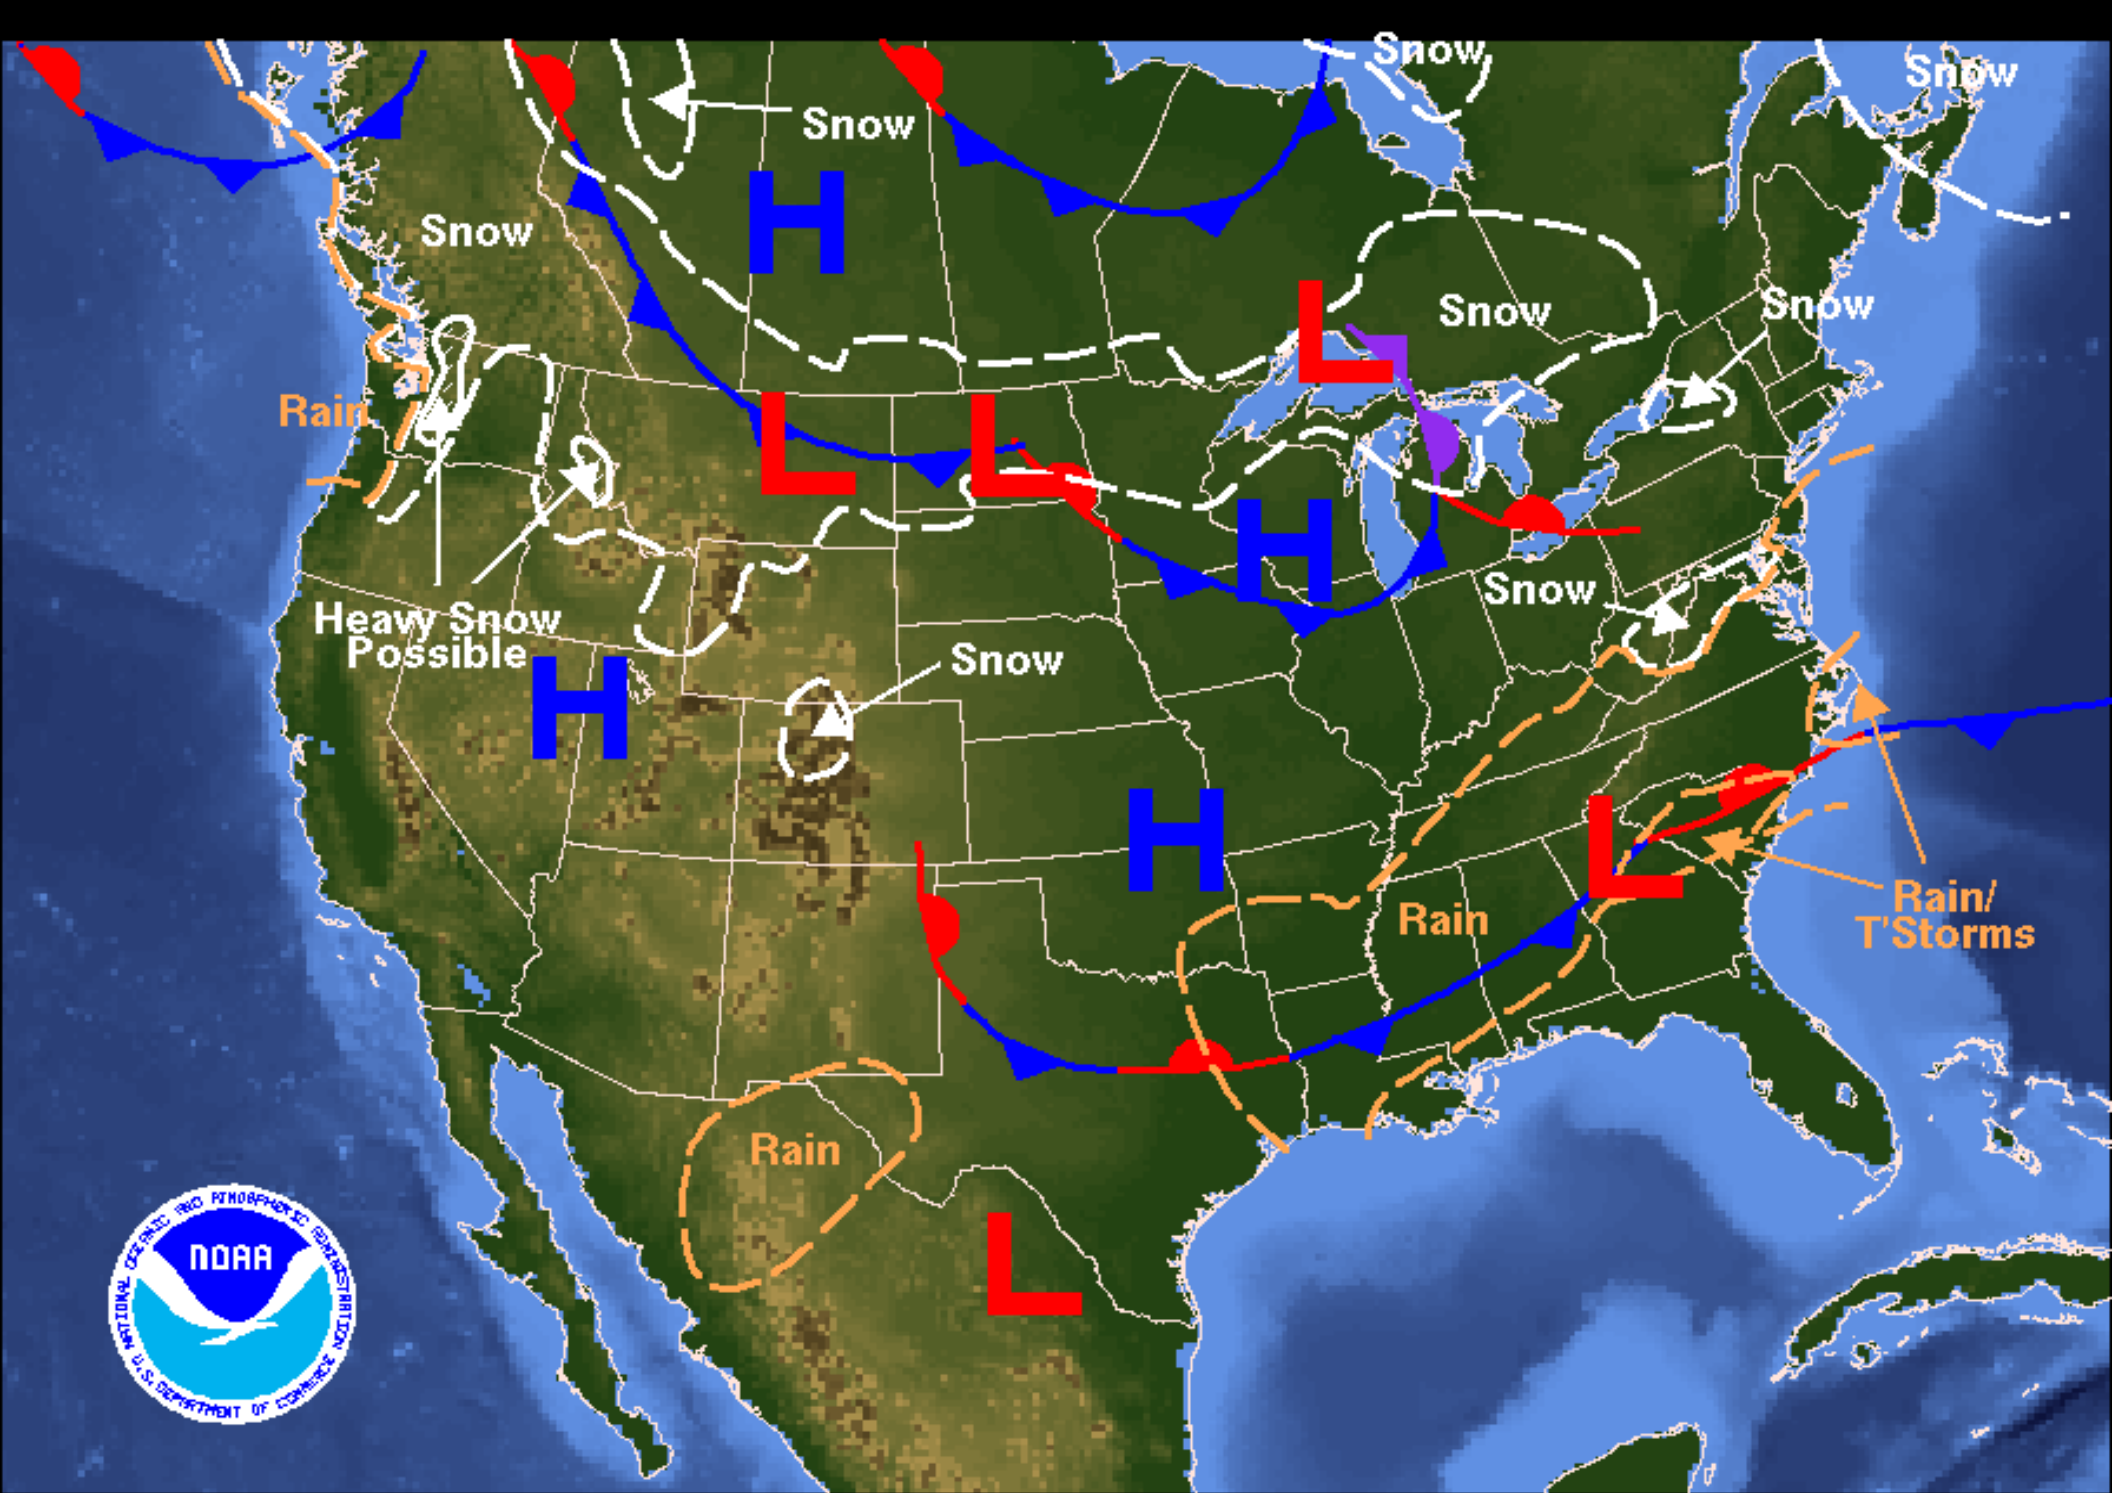 Snow
Snow
Snow
Snow
Snow
Snow
Rain
Snow
Heavy Snow
Possible
Snow
H
H
H
H
L
L
L
L
L
Rain
Rain/
T'Storms
Rain
NOAA
NATIONAL OCEANIC AND ATMOSPHERIC ADMINISTRATION
U.S. DEPARTMENT OF COMMERCE